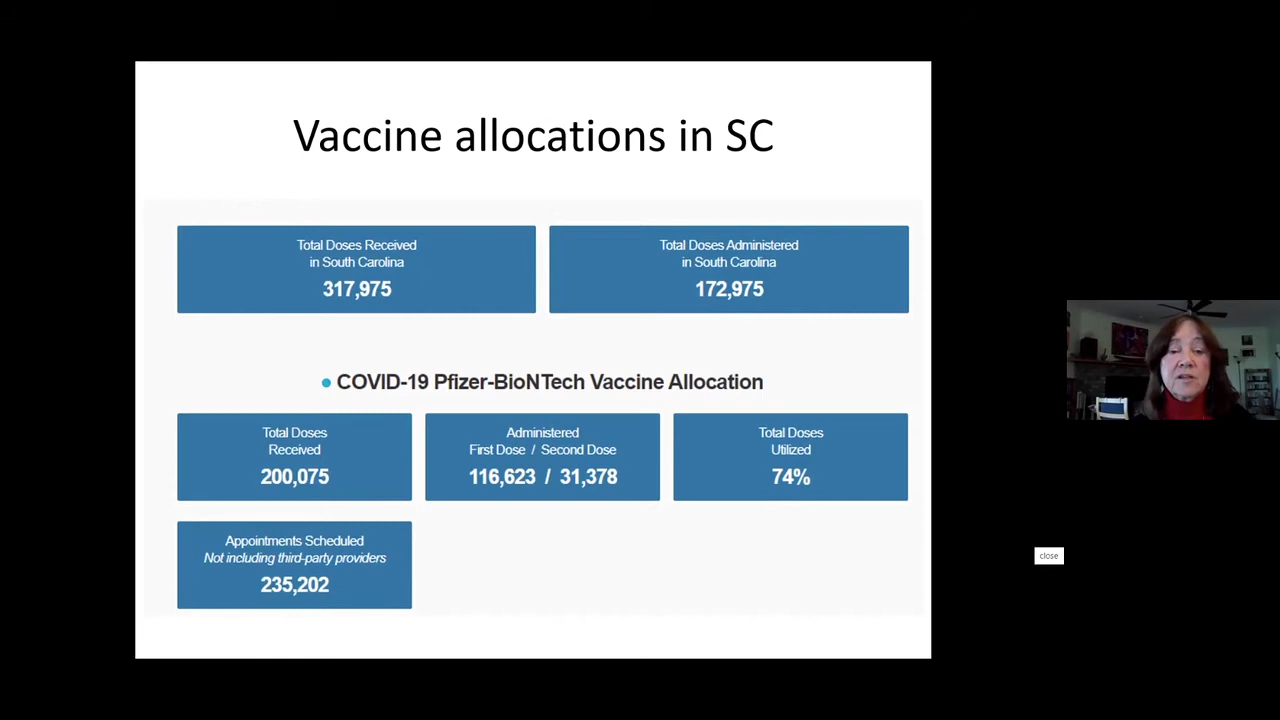 Vaccine allocations in SC
Total Doses Received
in South Carolina
317,975
Total Doses Administered
in South Carolina
172,975
COVID-19 Pfizer-BioNTech Vaccine Allocation
Total Doses
Received
200,075
Administered
First Dose / Second Dose
116,623 / 31,378
Total Doses
Utilized
74%
Appointments Scheduled
Not including third-party providers
235,202
close